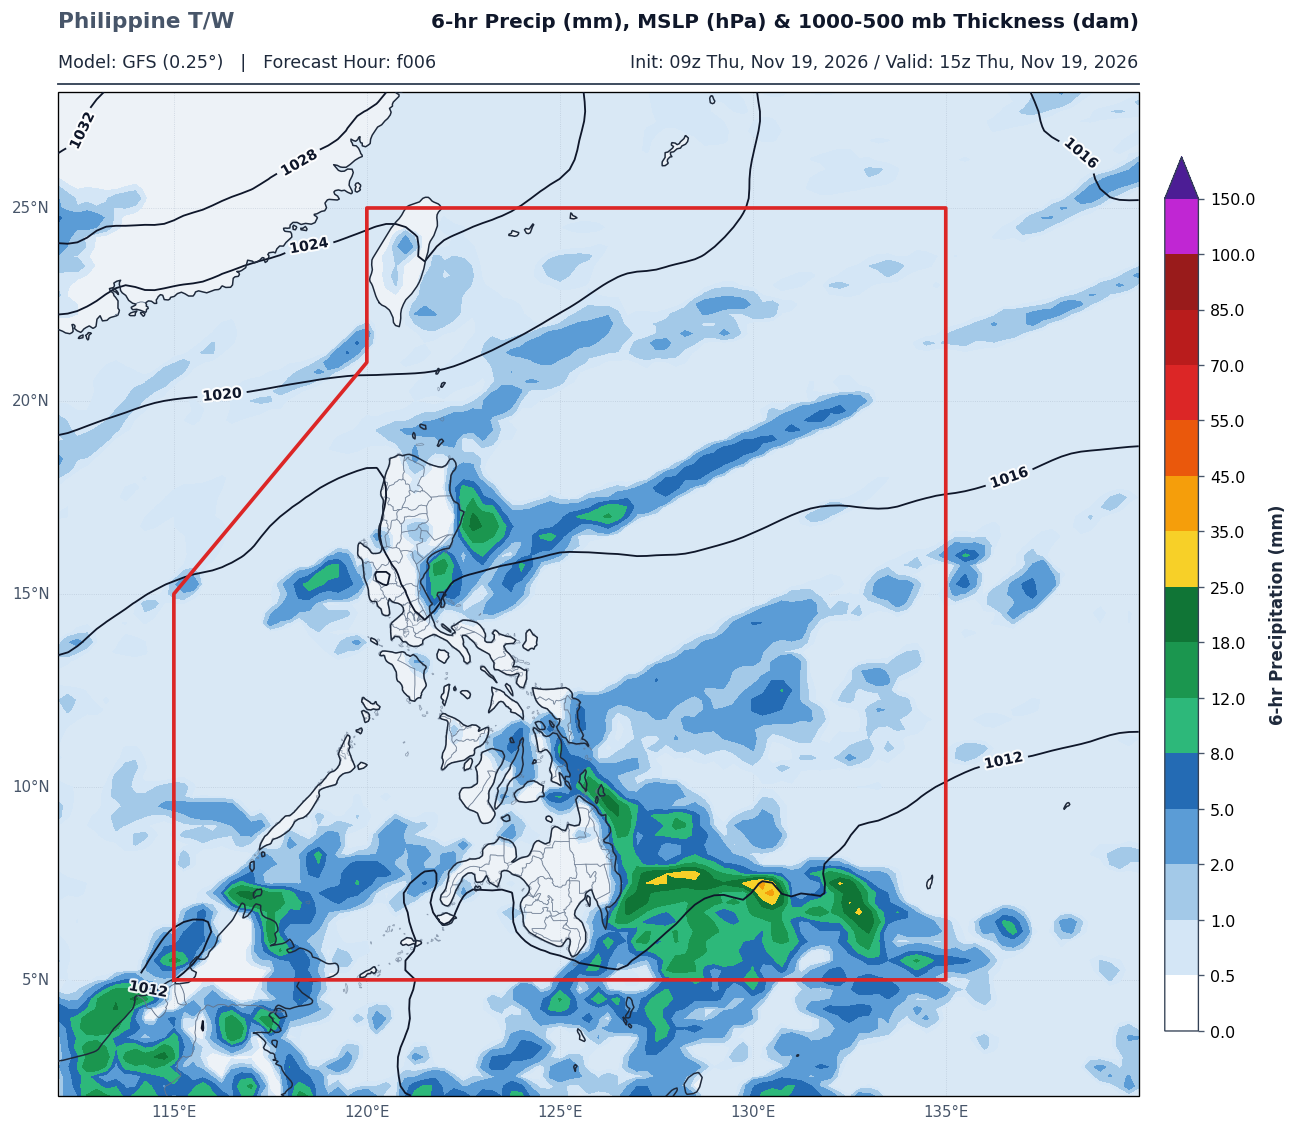 Philippine T/W
6-hr Precip (mm), MSLP (hPa) & 1000-500 mb Thickness (dam)
Model: GFS (0.25°) | Forecast Hour: f006
Init: 09z Thu, Nov 19, 2026 / Valid: 15z Thu, Nov 19, 2026
1032
1028
1024
1020
1016
1016
1012
1012
25°N
20°N
15°N
10°N
5°N
115°E
120°E
125°E
130°E
135°E
150.0
100.0
85.0
70.0
55.0
45.0
35.0
25.0
18.0
12.0
8.0
5.0
2.0
1.0
0.5
0.0
6-hr Precipitation (mm)